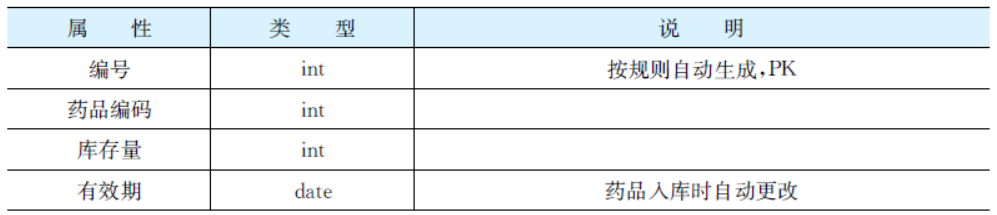 属 性 类 型 说 明
编号 int 按规则自动生成,PK
药品编码 int
库存量 int
有效期 date 药品入库时自动更改